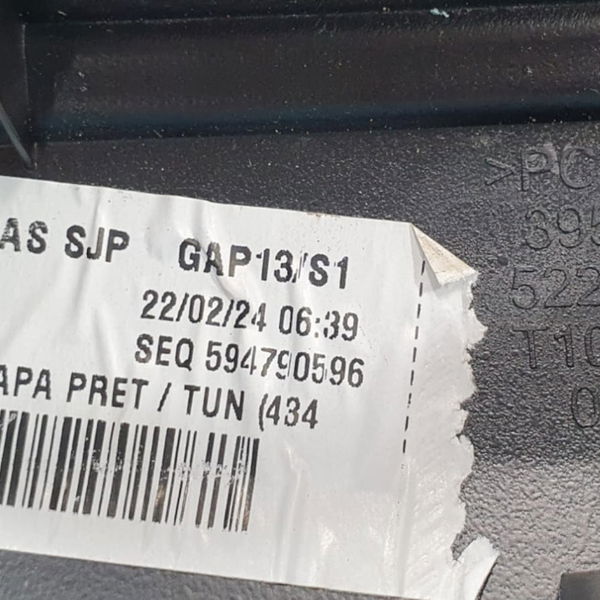 AS SJP GAP13/S1
22/02/24 06:39
SEQ 594790596
APA PRET / TUN (434
>PC
395
522
T10
0